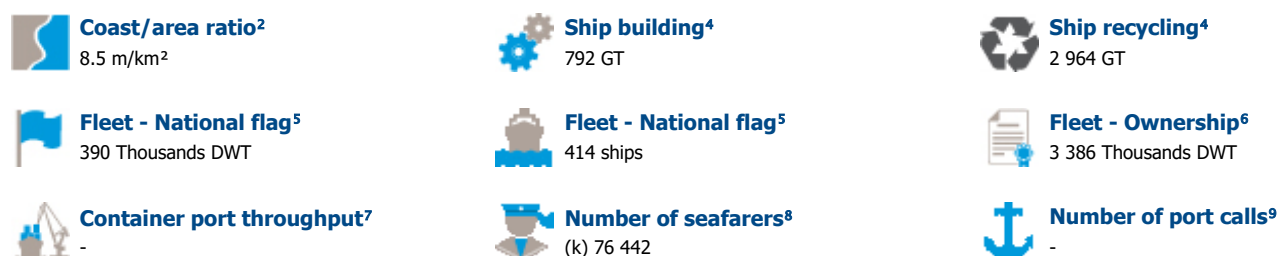 Coast/area ratio²
8.5 m/km²
Ship building⁴
792 GT
Ship recycling⁴
2 964 GT
Fleet - National flag⁵
390 Thousands DWT
Fleet - National flag⁵
414 ships
Fleet - Ownership⁶
3 386 Thousands DWT
Container port throughput⁷
-
Number of seafarers⁸
(k) 76 442
Number of port calls⁹
-